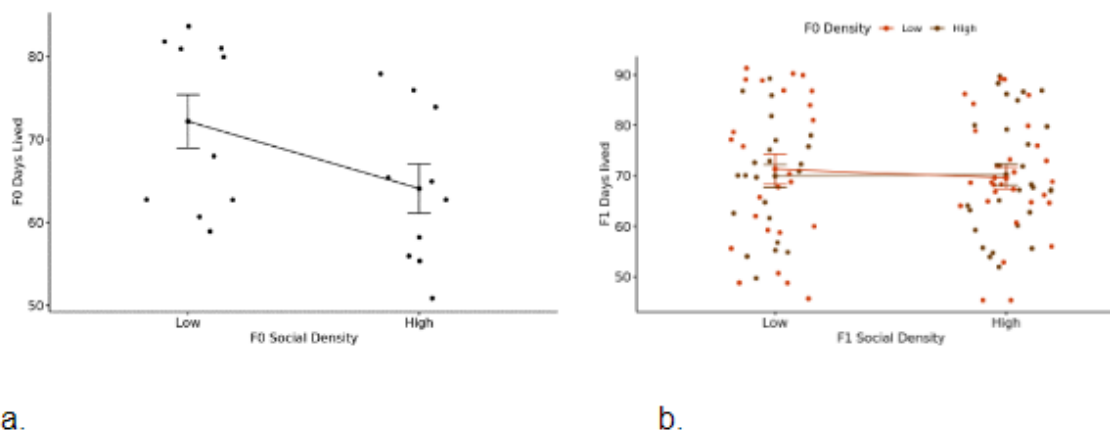 80
70
60
50
F0 Days Lived
Low
High
F0 Social Density
F0 Density
Low
High
90
80
70
60
50
F1 Days lived
Low
High
F1 Social Density
a.
b.